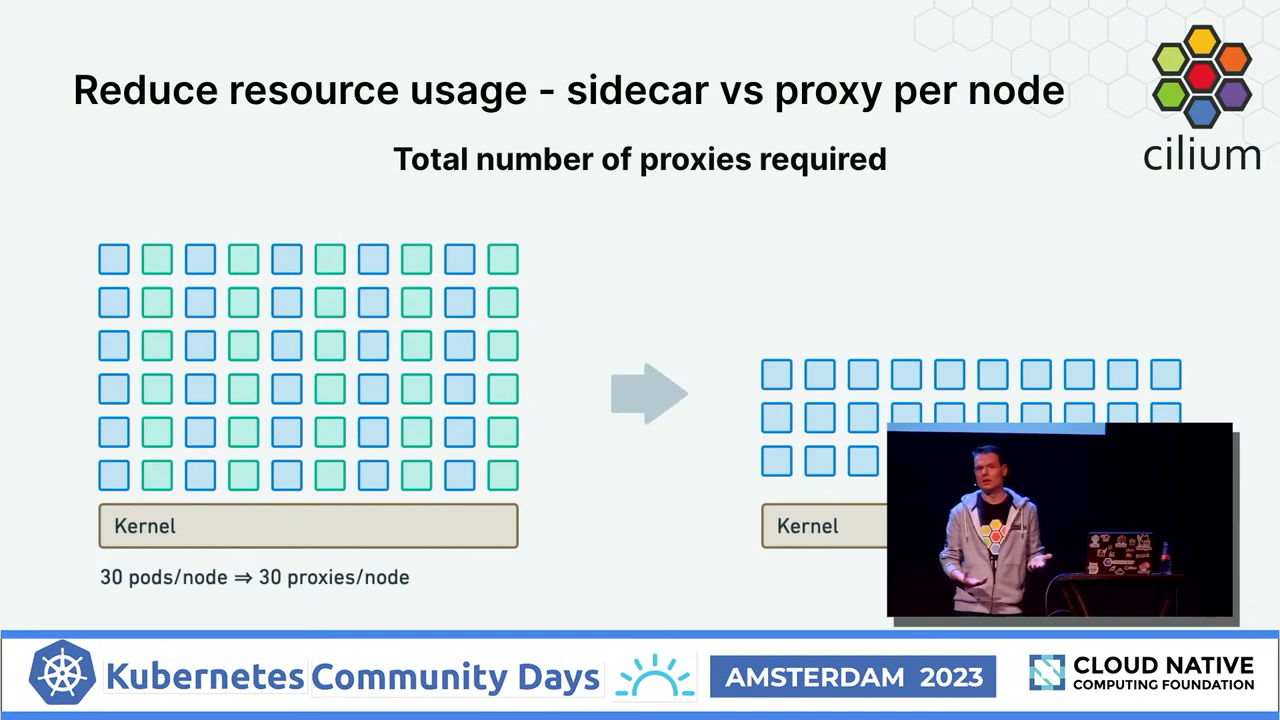 Reduce resource usage - sidecar vs proxy per node
cilium
Total number of proxies required
Kernel
Kernel
30 pods/node ⇒ 30 proxies/node
Kubernetes Community Days
AMSTERDAM 2023
CLOUD NATIVE
COMPUTING FOUNDATION